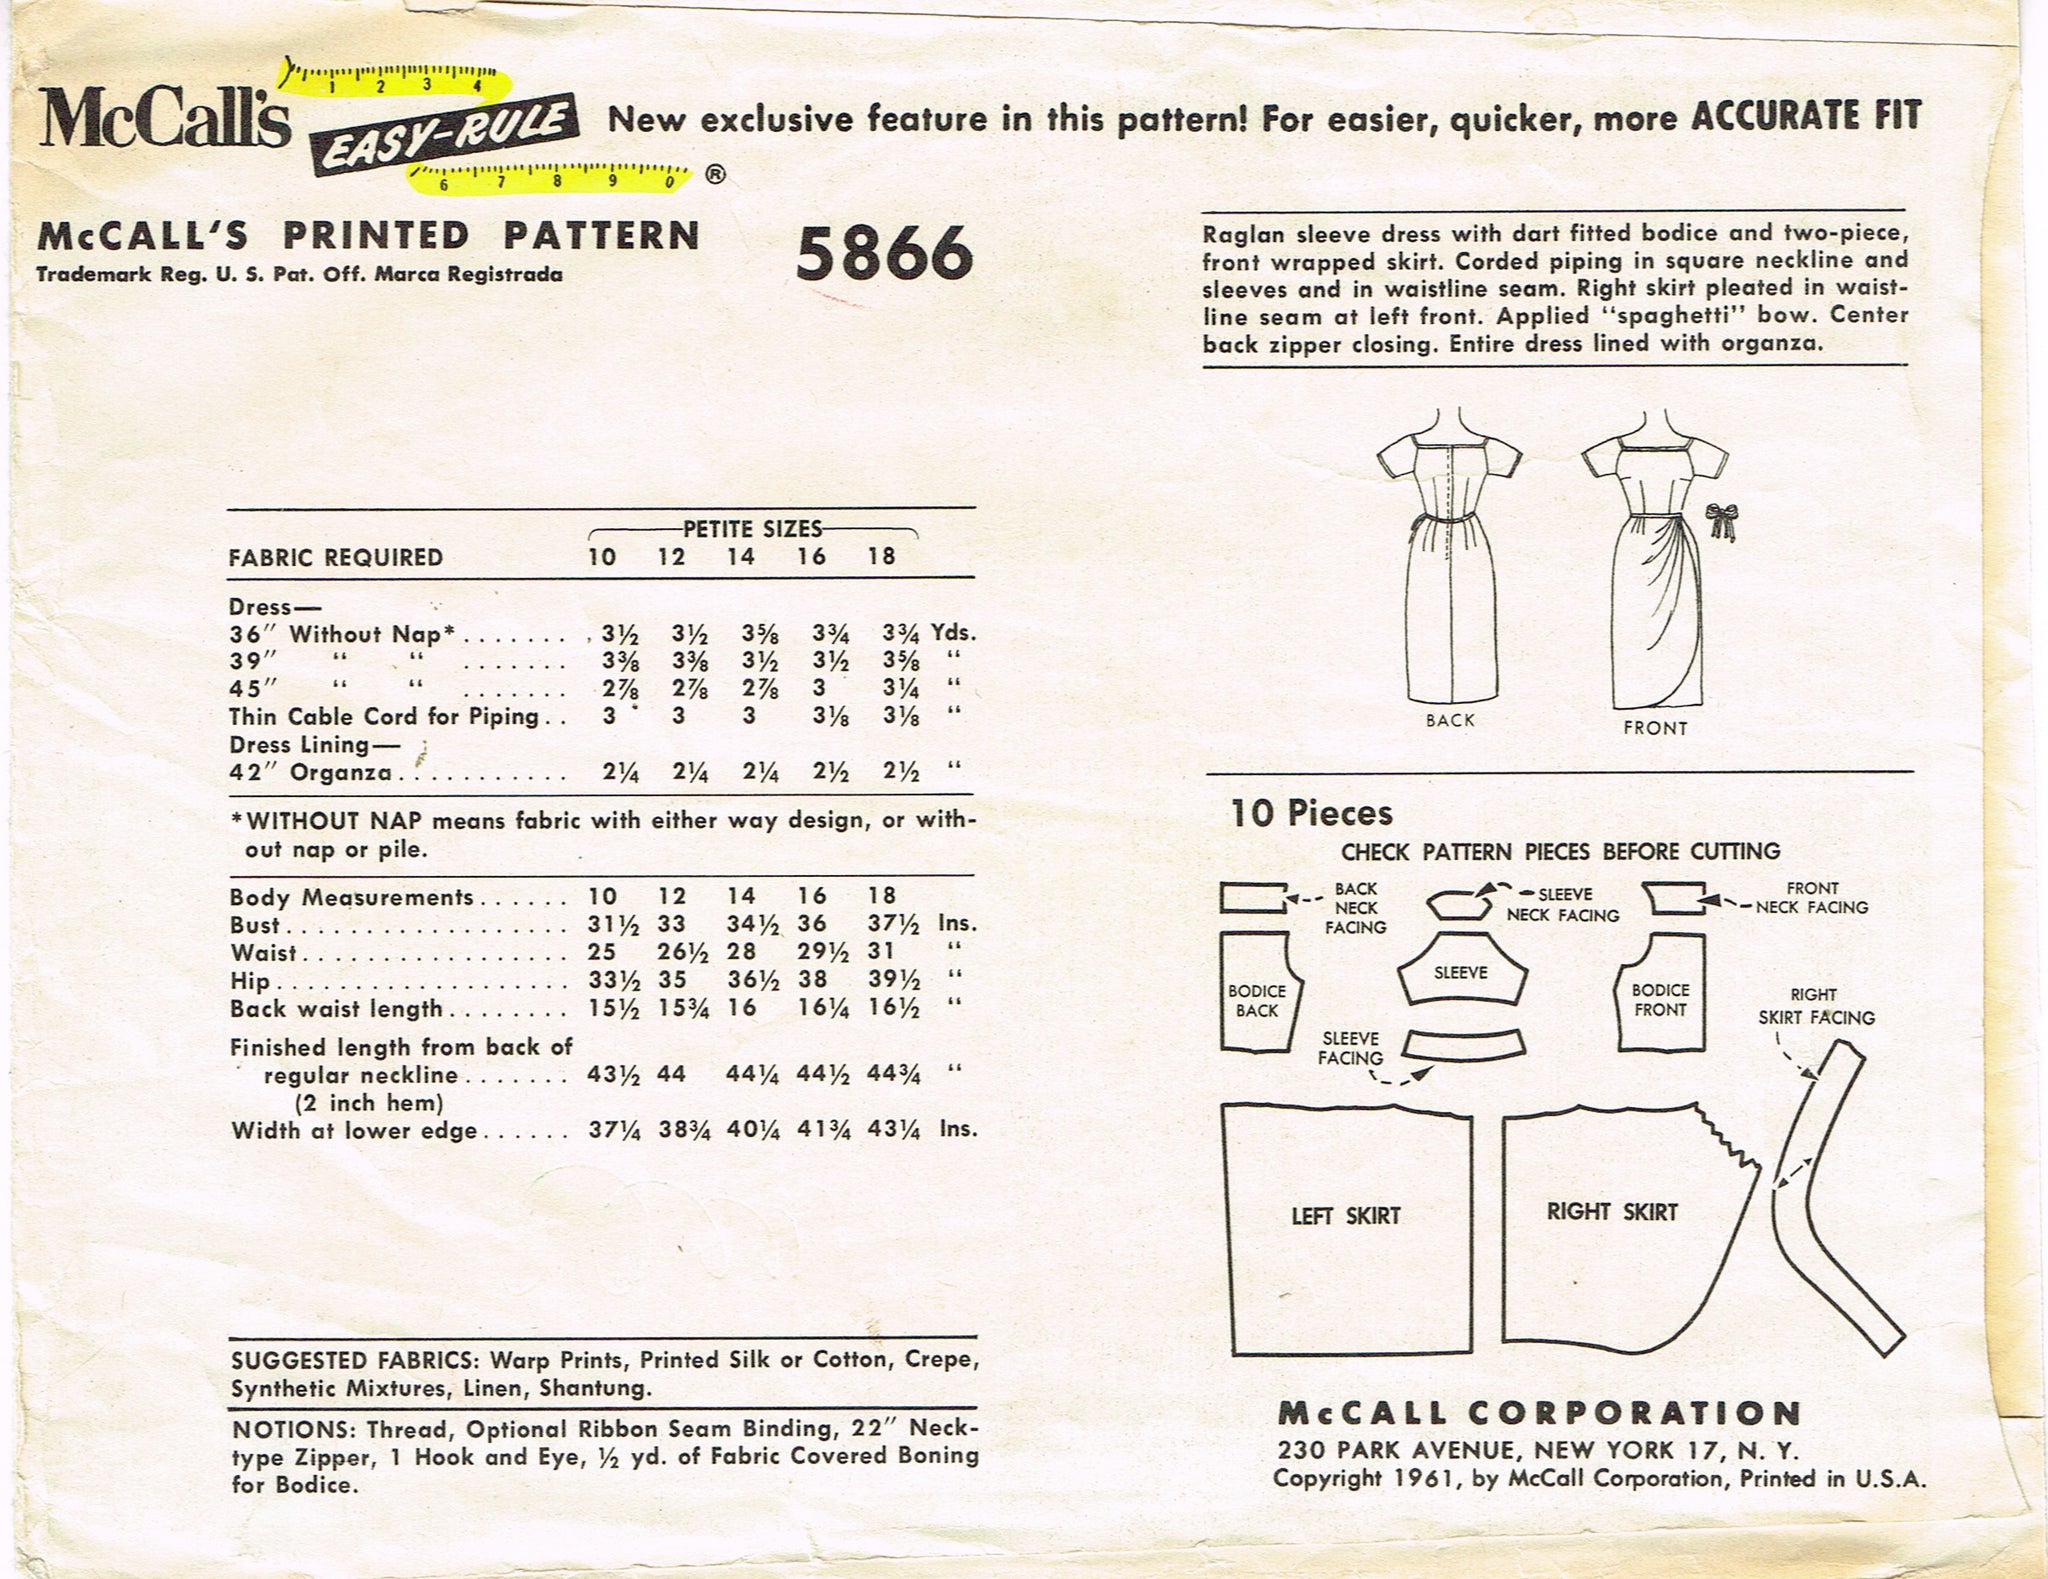 McCall's EASY-RULE ® New exclusive feature in this pattern! For easier, quicker, more ACCURATE FIT
1 2 3 4
6 7 8 9 0
McCALL'S PRINTED PATTERN 5866
Trademark Reg. U. S. Pat. Off. Marca Registrada
Raglan sleeve dress with dart fitted bodice and two-piece,
front wrapped skirt. Corded piping in square neckline and
sleeves and in waistline seam. Right skirt pleated in waist-
line seam at left front. Applied “spaghetti” bow. Center
back zipper closing. Entire dress lined with organza.
BACK
FRONT
PETITE SIZES
FABRIC REQUIRED 10 12 14 16 18
Dress—
36″ Without Nap* ....... 3½ 3½ 3⅝ 3¾ 3¾ Yds.
39″ “ “ ....... 3⅜ 3⅜ 3½ 3½ 3⅝ “
45″ “ “ ....... 2⅞ 2⅞ 2⅞ 3 3¼ “
Thin Cable Cord for Piping .. 3 3 3 3⅛ 3⅛ “
Dress Lining—
42″ Organza ........... 2¼ 2¼ 2¼ 2½ 2½ “
*WITHOUT NAP means fabric with either way design, or with-
out nap or pile.
Body Measurements ...... 10 12 14 16 18
Bust .................. 31½ 33 34½ 36 37½ Ins.
Waist ................. 25 26½ 28 29½ 31 “
Hip ................... 33½ 35 36½ 38 39½ “
Back waist length ........ 15½ 15¾ 16 16¼ 16½ “
Finished length from back of
regular neckline ....... 43½ 44 44¼ 44½ 44¾ “
(2 inch hem)
Width at lower edge ...... 37¼ 38¾ 40¼ 41¾ 43¼ Ins.
SUGGESTED FABRICS: Warp Prints, Printed Silk or Cotton, Crepe,
Synthetic Mixtures, Linen, Shantung.
NOTIONS: Thread, Optional Ribbon Seam Binding, 22″ Neck-
type Zipper, 1 Hook and Eye, ½ yd. of Fabric Covered Boning
for Bodice.
10 Pieces
CHECK PATTERN PIECES BEFORE CUTTING
BACK
NECK
FACING
SLEEVE
NECK FACING
FRONT
NECK FACING
BODICE
BACK
SLEEVE
BODICE
FRONT
SLEEVE
FACING
RIGHT
SKIRT FACING
LEFT SKIRT
RIGHT SKIRT
McCALL CORPORATION
230 PARK AVENUE, NEW YORK 17, N. Y.
Copyright 1961, by McCall Corporation, Printed in U.S.A.